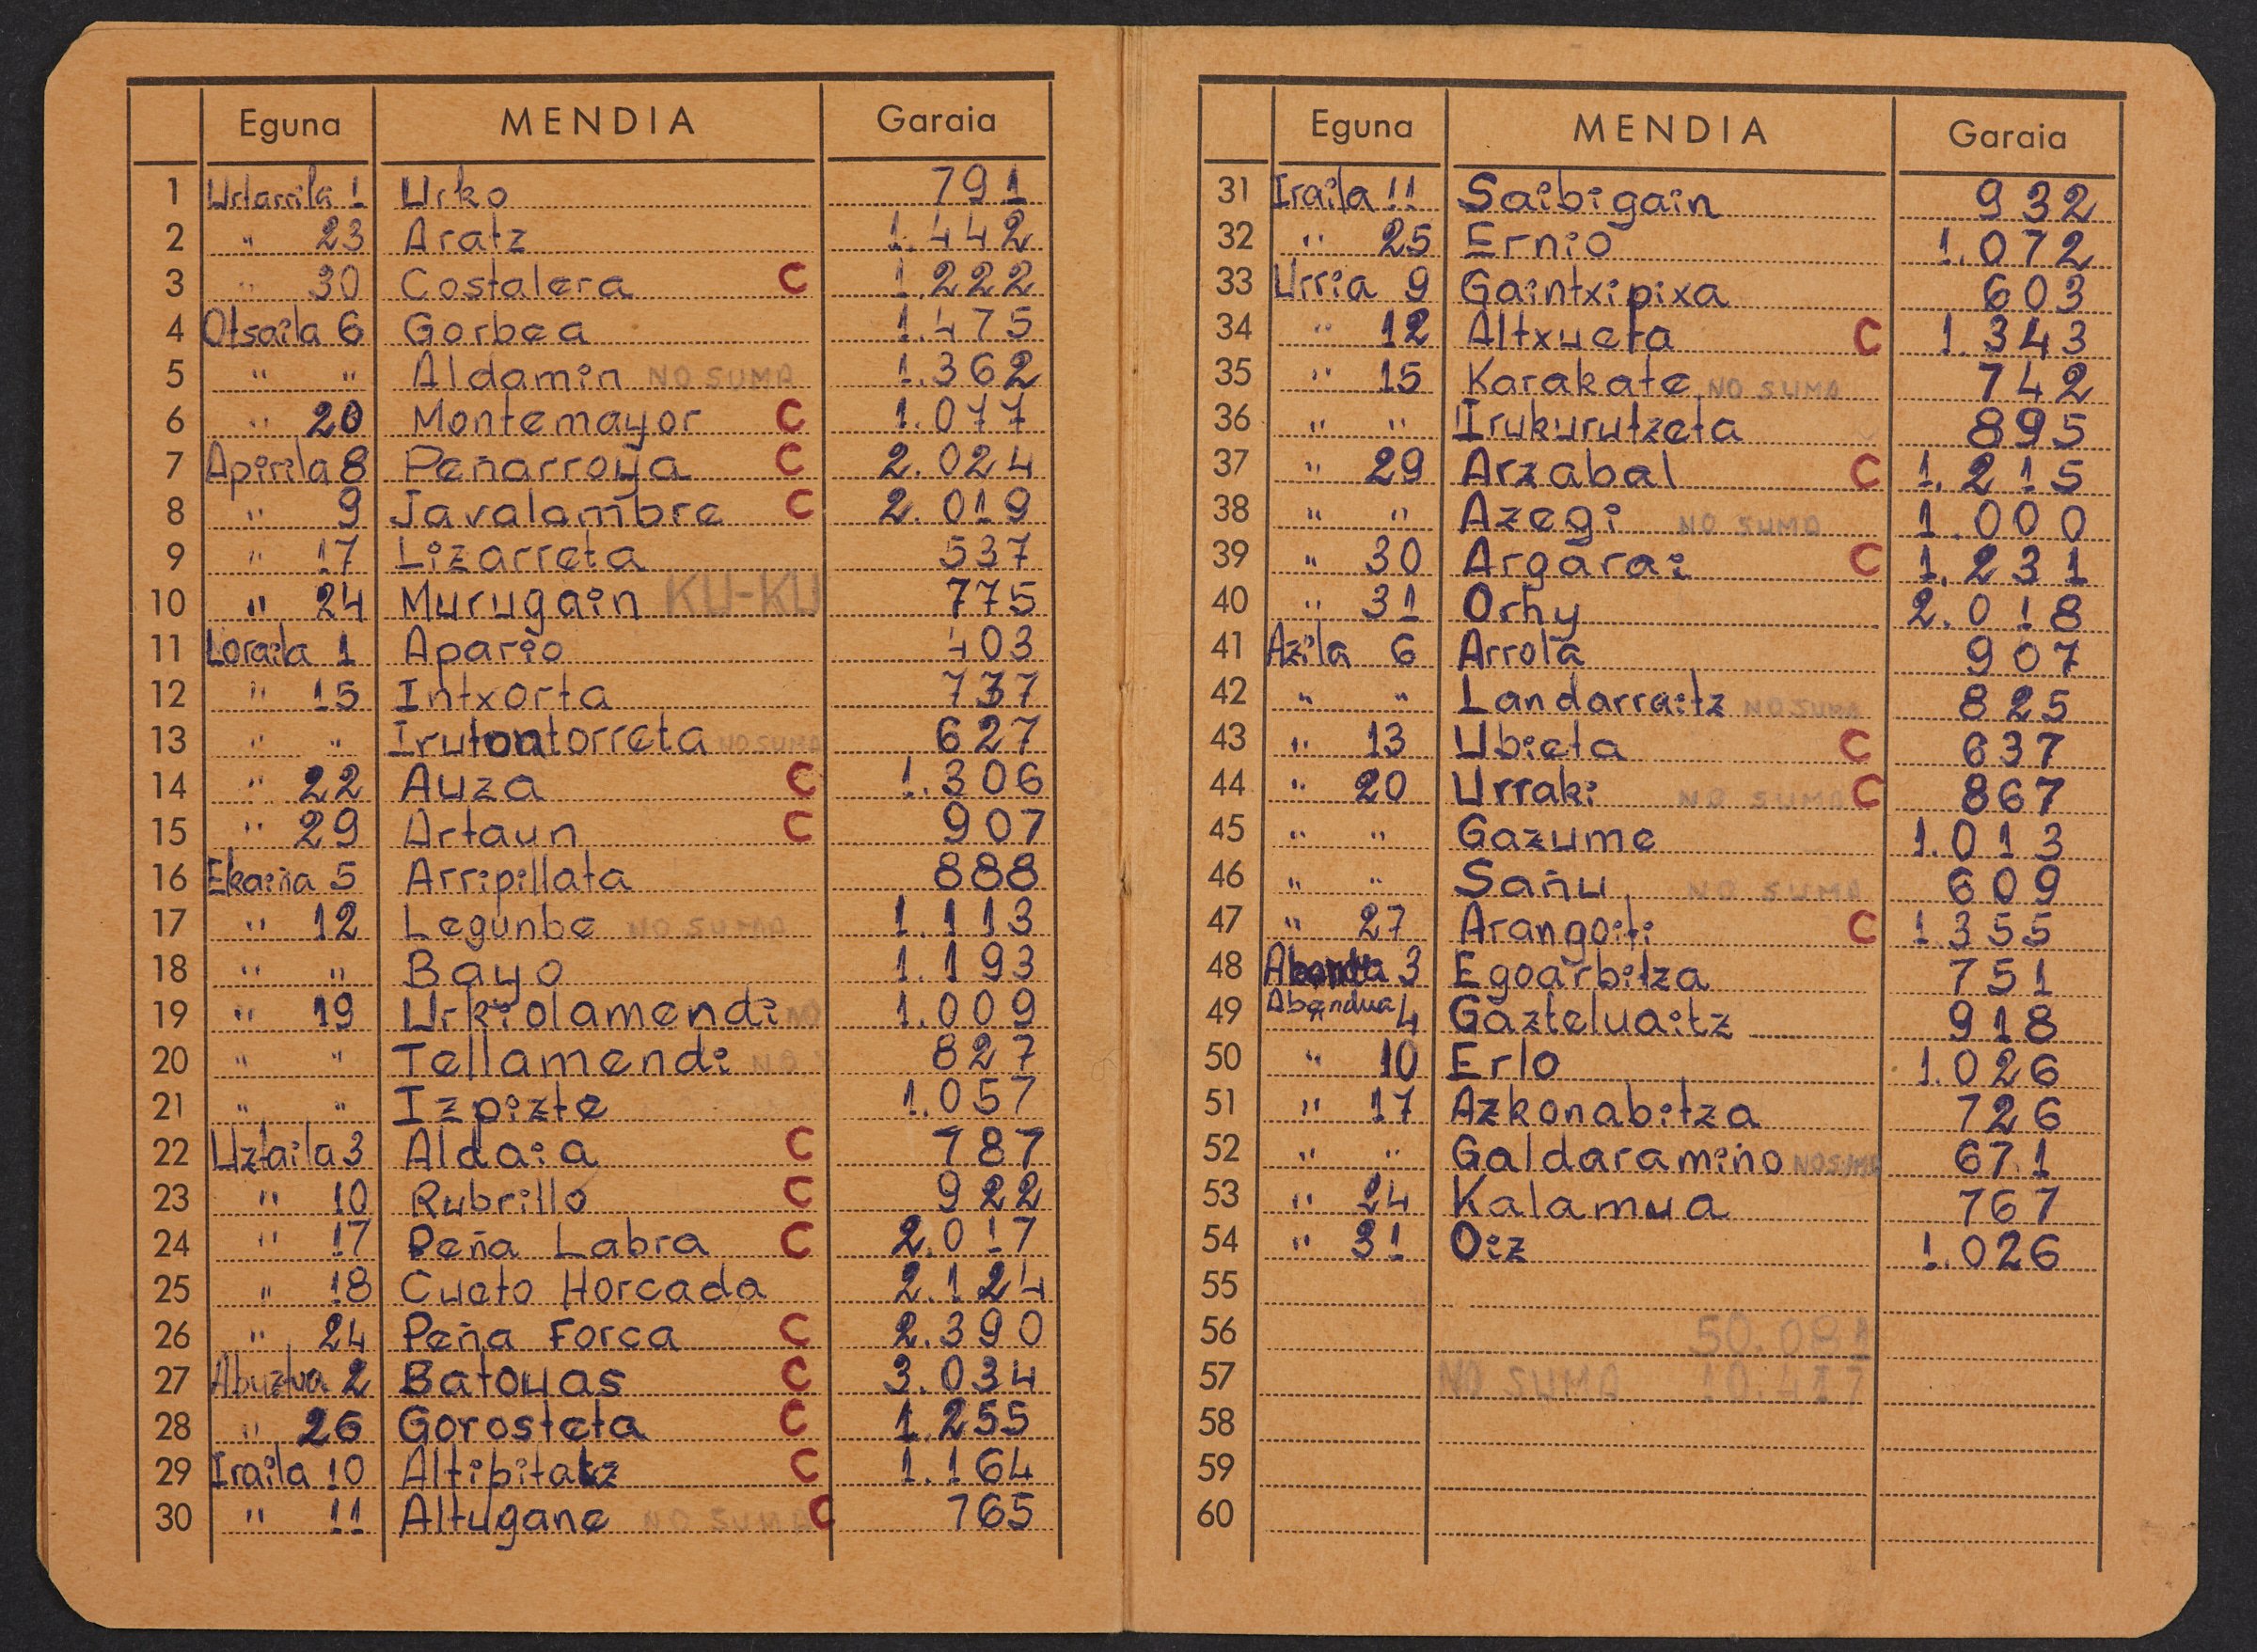 Eguna MENDIA Garaia
1 Urtarrila 1 Urko 791
2 " 23 Aratz 1.442
3 " 30 Costalera C 1.222
4 Otsaila 6 Gorbea 1.475
5 " " Aldamin NO SUMA 1.362
6 " 20 Montemayor C 1.077
7 Apirila 8 Peñarroya C 2.024
8 " 9 Javalambre C 2.019
9 " 17 Lizarreta 537
10 " 24 Murugain KU-KU 775
11 Loraila 1 Apario 403
12 " 15 Intxorta 737
13 " " Irutontorreta NO SUMA 627
14 " 22 Auza C 1.306
15 " 29 Artaun C 907
16 Ekaiña 5 Arripillata 888
17 " 12 Legunbe NO SUMA 1.113
18 " " Bayo 1.193
19 " 19 Urkiolamendi NO 1.009
20 " " Tellamendi NO 827
21 " " Izpizte 1.057
22 Uztaila 3 Aldaia C 787
23 " 10 Rubrillo C 922
24 " 17 Peña Labra C 2.017
25 " 18 Cueto Horcada 2.124
26 " 24 Peña Forca C 2.390
27 Abuztua 2 Batouas C 3.034
28 " 26 Gorosteta C 1.255
29 Iraila 10 Altibitatz C 1.164
30 " 11 Altugane NO SUMA C 765
Eguna MENDIA Garaia
31 Iraila 11 Saibigain 932
32 " 25 Ernio 1.072
33 Urria 9 Gaintxipixa 603
34 " 12 Altxueta C 1.343
35 " 15 Karakate NO SUMA 742
36 " " Irukurutzeta 895
37 " 29 Arzabal C 1.215
38 " " Azegi NO SUMA 1.000
39 " 30 Argarai C 1.231
40 " 31 Orhy 2.018
41 Azila 6 Arrola 907
42 " " Landarraitz NO SUMA 825
43 " 13 Ubieta C 637
44 " 20 Urraki NO SUMA C 867
45 " " Gazume 1.013
46 " " Sañu NO SUMA 609
47 " 27 Arangoiti C 1.355
48 3 Egoarbitza 751
49 Abendua 4 Gazteluaitz 918
50 " 10 Erlo 1.026
51 " 17 Azkonabitza 726
52 " " Galdaramiño NO SUMA 671
53 " 24 Kalamua 767
54 " 31 Oiz 1.026
55
56 50.081
57 NO SUMA 10.417
58
59
60